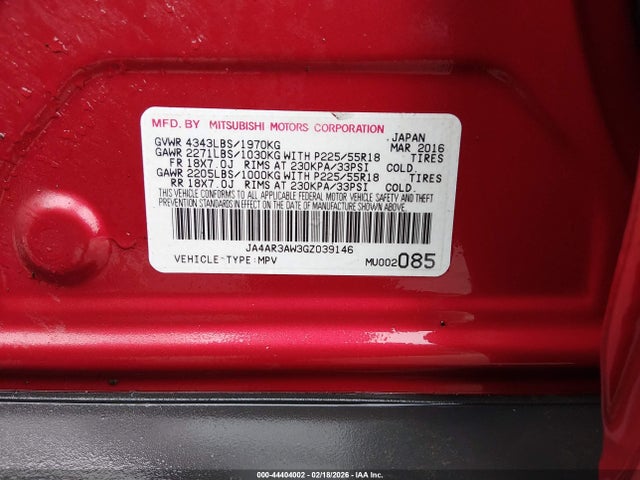 MFD. BY MITSUBISHI MOTORS CORPORATION
JAPAN
GVWR 4343LBS/1970KG MAR 2016
GAWR 2271LBS/1030KG WITH P225/55R18 TIRES
FR 18X7.0J RIMS AT 230KPA/33PSI COLD.
GAWR 2205LBS/1000KG WITH P225/55R18 TIRES
RR 18X7.0J RIMS AT 230KPA/33PSI COLD.
THIS VEHICLE CONFORMS TO ALL APPLICABLE FEDERAL MOTOR VEHICLE SAFETY AND THEFT PREVENTION
STANDARDS IN EFFECT ON THE DATE OF MANUFACTURE SHOWN ABOVE.
JA4AR3AW3GZ039146
VEHICLE TYPE:MPV MU002085
000-44404002 - 02/18/2026 - IAA Inc.